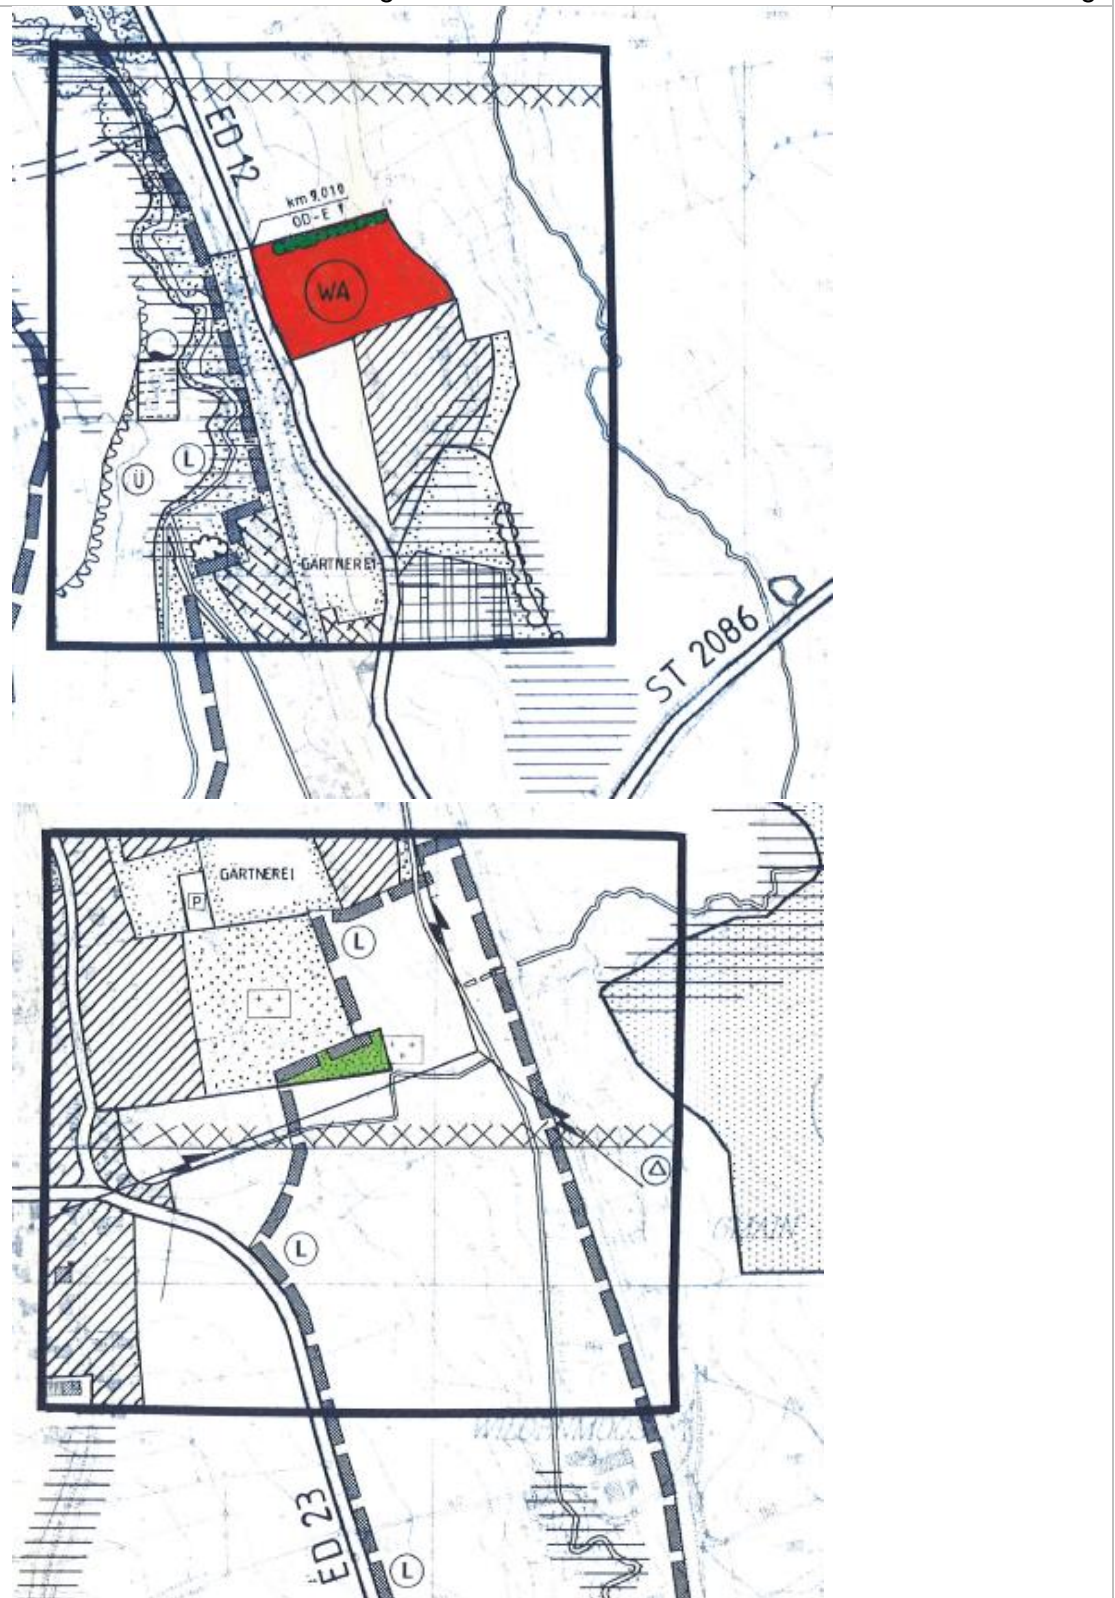 ED 12
km 9.010
OD-E
WA
L
Ü
GÄRTNEREI
ST 2086
GÄRTNEREI
P
L
L
ED 23
L